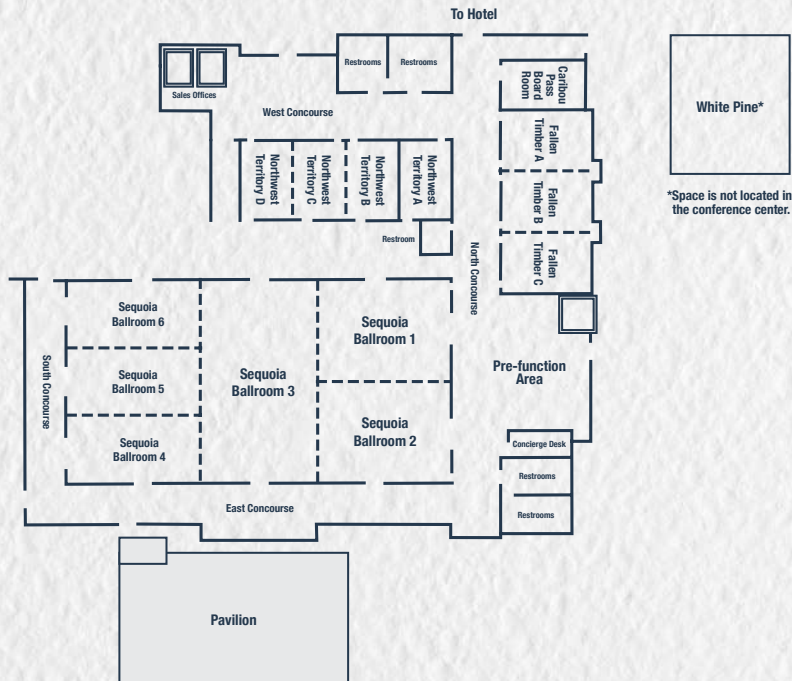 To Hotel
Restrooms
Restrooms
Sales Offices
West Concourse
Caribou
Pass
Board
Room
White Pine*
*Space is not located in
the conference center.
Northwest
Territory D
Northwest
Territory C
Northwest
Territory B
Northwest
Territory A
Fallen
Timber A
Fallen
Timber B
Fallen
Timber C
Restroom
North Concourse
Sequoia
Ballroom 6
Sequoia
Ballroom 5
Sequoia
Ballroom 4
South Concourse
Sequoia
Ballroom 3
Sequoia
Ballroom 1
Sequoia
Ballroom 2
Pre-function
Area
Concierge Desk
Restrooms
Restrooms
East Concourse
Pavilion